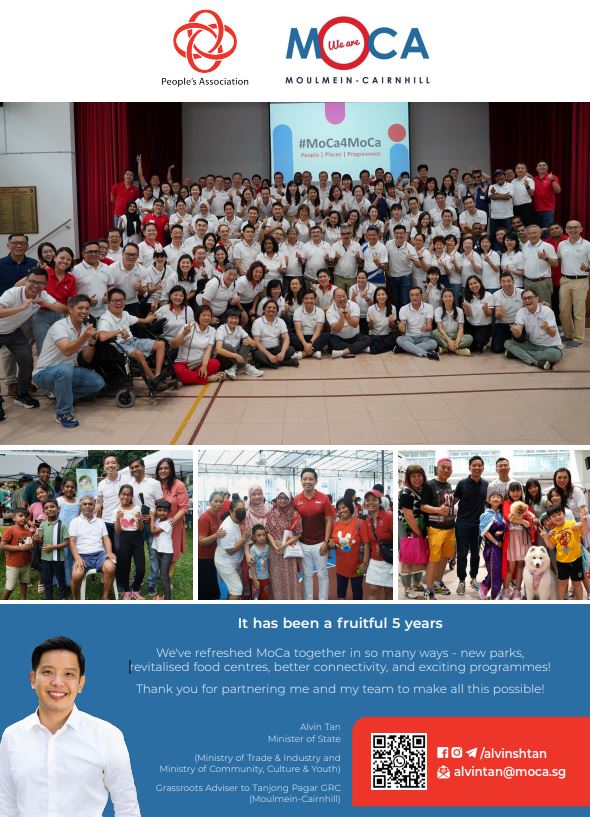 People's Association
We are
MOCA
MOULMEIN-CAIRNHILL
#MoCa4MoCa
People | Places | Programmes
It has been a fruitful 5 years
We've refreshed MoCa together in so many ways - new parks,
revitalised food centres, better connectivity, and exciting programmes!
Thank you for partnering me and my team to make all this possible!
Alvin Tan
Minister of State
(Ministry of Trade & Industry and
Ministry of Community, Culture & Youth)
Grassroots Adviser to Tanjong Pagar GRC
(Moulmein-Cairnhill)
/alvinshtan
alvintan@moca.sg